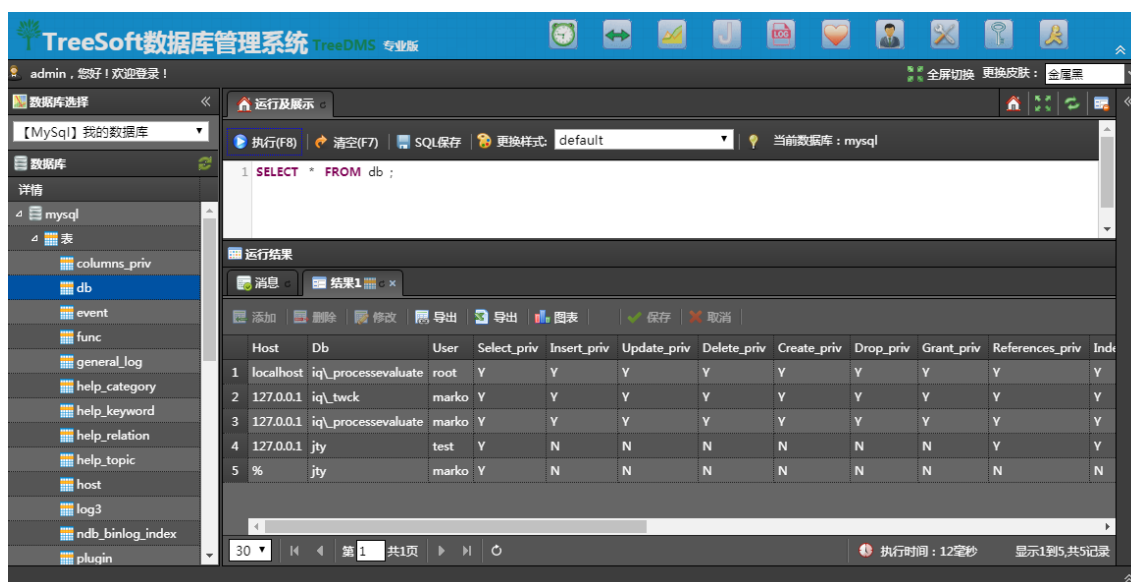 TreeSoft数据库管理系统 TreeDMS 专业版
LOG
admin，您好！欢迎登录！ 全屏切换 更换皮肤： 金属黑
数据库选择
【MySql】我的数据库
数据库
详情
mysql
表
columns_priv
db
event
func
general_log
help_category
help_keyword
help_relation
help_topic
host
log3
ndb_binlog_index
plugin
运行及展示
执行(F8) 清空(F7) SQL保存 更换样式: default 当前数据库：mysql
1 SELECT * FROM db ;
运行结果
消息 结果1
添加 删除 修改 导出 导出 图表 保存 取消
Host Db User Select_priv Insert_priv Update_priv Delete_priv Create_priv Drop_priv Grant_priv References_priv Inde
1 localhost iq\_processevaluate root Y Y Y Y Y Y Y Y Y
2 127.0.0.1 iq\_twck marko Y Y Y Y Y Y Y Y Y
3 127.0.0.1 iq\_processevaluate marko Y Y Y Y Y Y Y Y Y
4 127.0.0.1 jty test Y N N N N N N Y Y
5 % jty marko Y N N N N N N N N
30 第 1 共1页 执行时间：12毫秒 显示1到5,共5记录